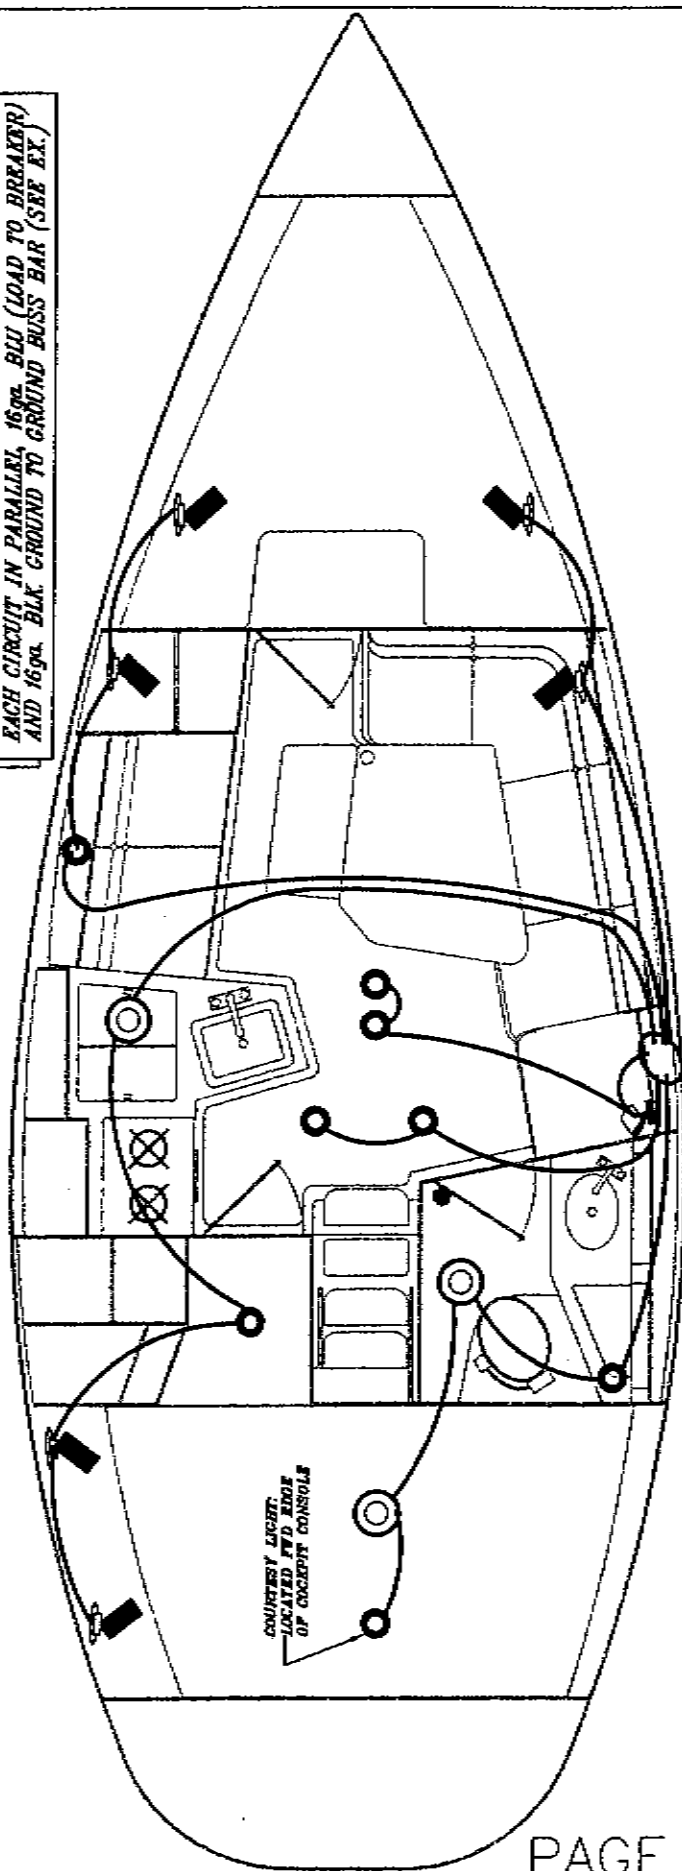 EACH CIRCUIT IN PARALLEL, 16ga. BLU (LOAD TO BREAKER)
AND 16ga. BLK. GROUND TO GROUND BUSS BAR (SEE EX.)
COURTESY LIGHT:
LOCATED FWD EDGE
OF COCKPIT CONSOLE
PAGE